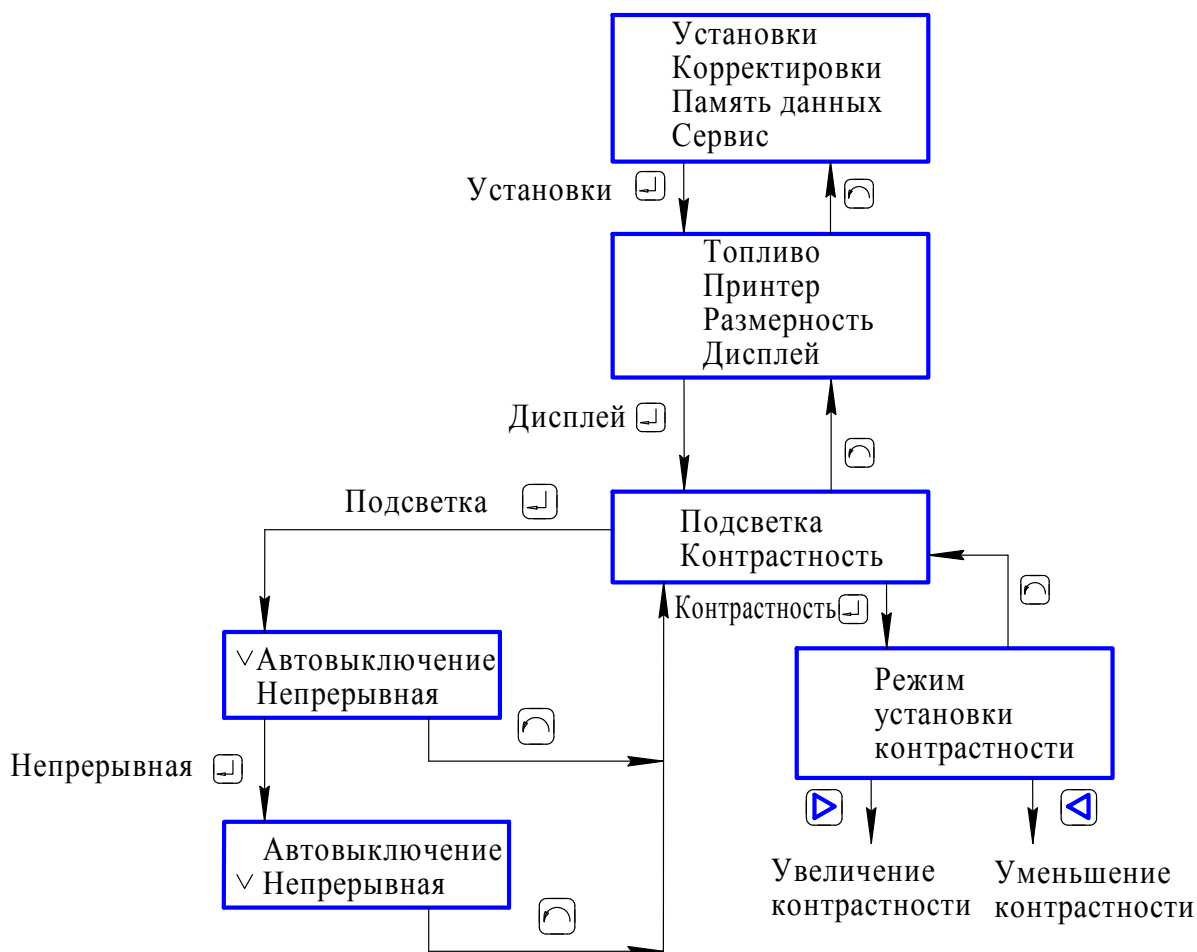 Установки
Корректировки
Память данных
Сервис
Установки
Топливо
Принтер
Размерность
Дисплей
Дисплей
Подсветка
Подсветка
Контрастность
Контрастность
Автовыключение
Непрерывная
Режим
установки
контрастности
Непрерывная
Автовыключение
Непрерывная
Увеличение
контрастности
Уменьшение
контрастности